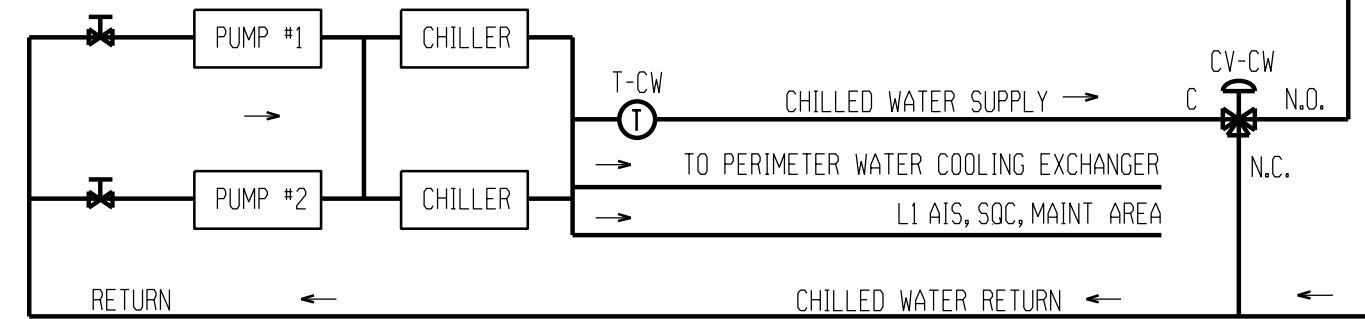 PUMP #1
CHILLER
CV-CW
T-CW
T
CHILLED WATER SUPPLY
C
N.O.
TO PERIMETER WATER COOLING EXCHANGER
N.C.
PUMP #2
CHILLER
L1 AIS, SQC, MAINT AREA
RETURN
CHILLED WATER RETURN